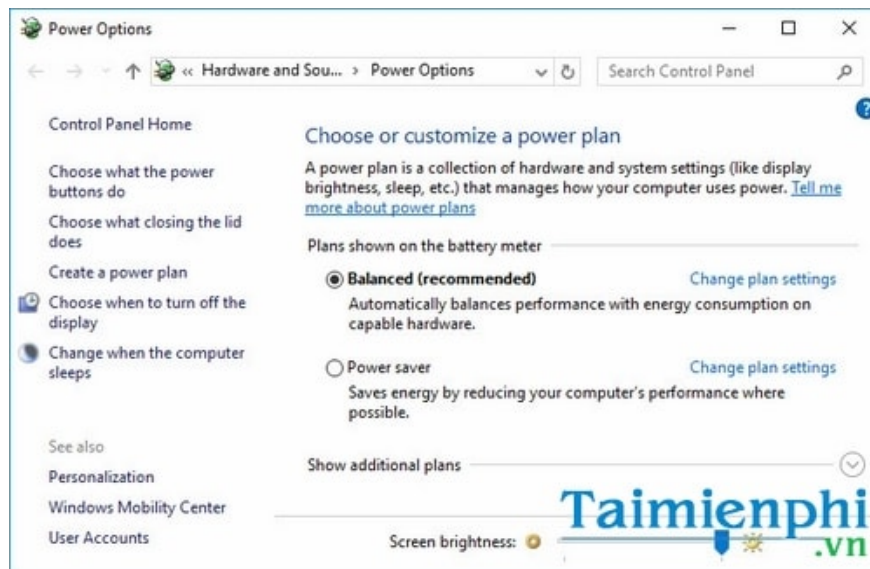 Power Options
« Hardware and Sou... › Power Options
Search Control Panel
?
Control Panel Home
Choose what the power
buttons do
Choose what closing the lid
does
Create a power plan
Choose when to turn off the
display
Change when the computer
sleeps
See also
Personalization
Windows Mobility Center
User Accounts
Choose or customize a power plan
A power plan is a collection of hardware and system settings (like display
brightness, sleep, etc.) that manages how your computer uses power. Tell me
more about power plans
Plans shown on the battery meter
Balanced (recommended) Change plan settings
Automatically balances performance with energy consumption on
capable hardware.
Power saver Change plan settings
Saves energy by reducing your computer's performance where
possible.
Show additional plans
Screen brightness:
Taimienphi
.vn